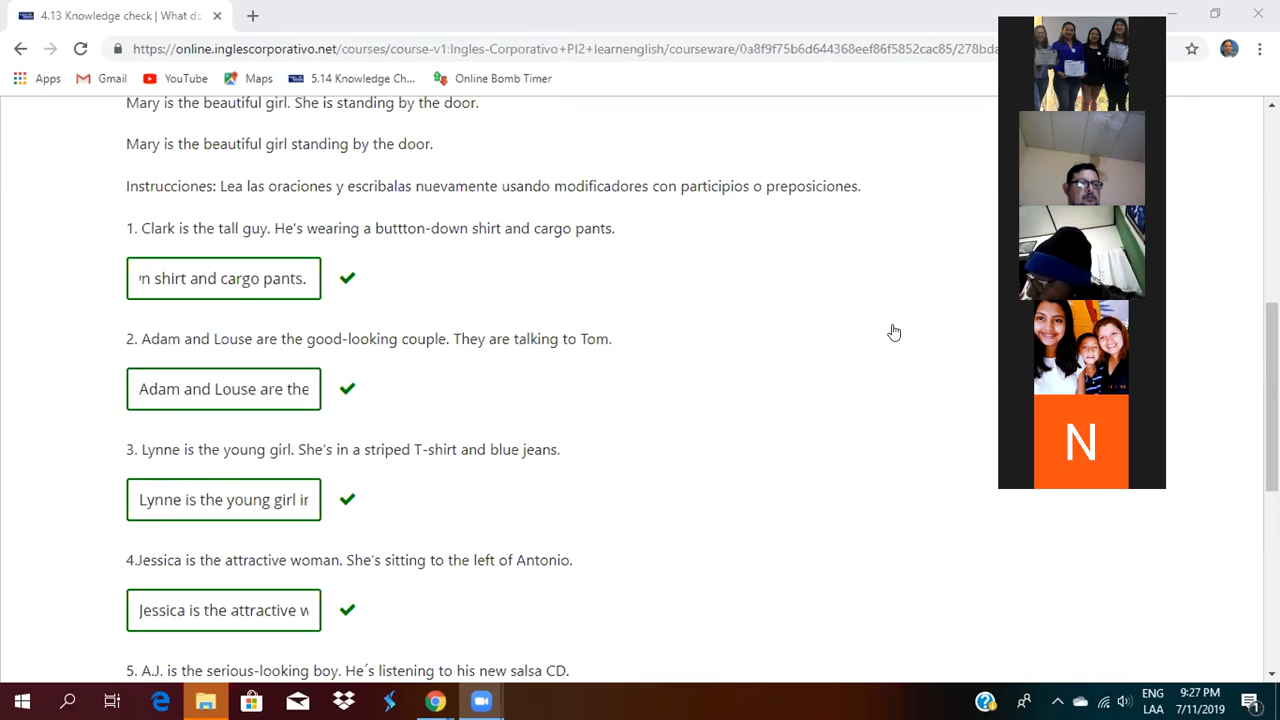 4.13 Knowledge check | What do
https://online.inglescorporativo.net/courses/course-v1:Ingles-Corporativo+PI2+learnenglish/courseware/0a8f9f75b6d644368eef86f5852cac85/278bda
Apps Gmail YouTube Maps 5.14 Knowledge Ch... Online Bomb Timer
Mary is the beautiful girl. She is standing by the door.
Mary is the beautiful girl standing by the door.
Instrucciones: Lea las oraciones y escribalas nuevamente usando modificadores con participios o preposiciones.
1. Clark is the tall guy. He's wearing a buttton-down shirt and cargo pants.
n shirt and cargo pants.
2. Adam and Louse are the good-looking couple. They are talking to Tom.
Adam and Louse are the
3. Lynne is the young girl. She's in a striped T-shirt and blue jeans.
Lynne is the young girl in
4.Jessica is the attractive woman. She's sitting to the left of Antonio.
Jessica is the attractive w
5. A.J. is the serious-looking boy. He´s listening to his new salsa CD.
N
ENG 9:27 PM
LAA 7/11/2019
1